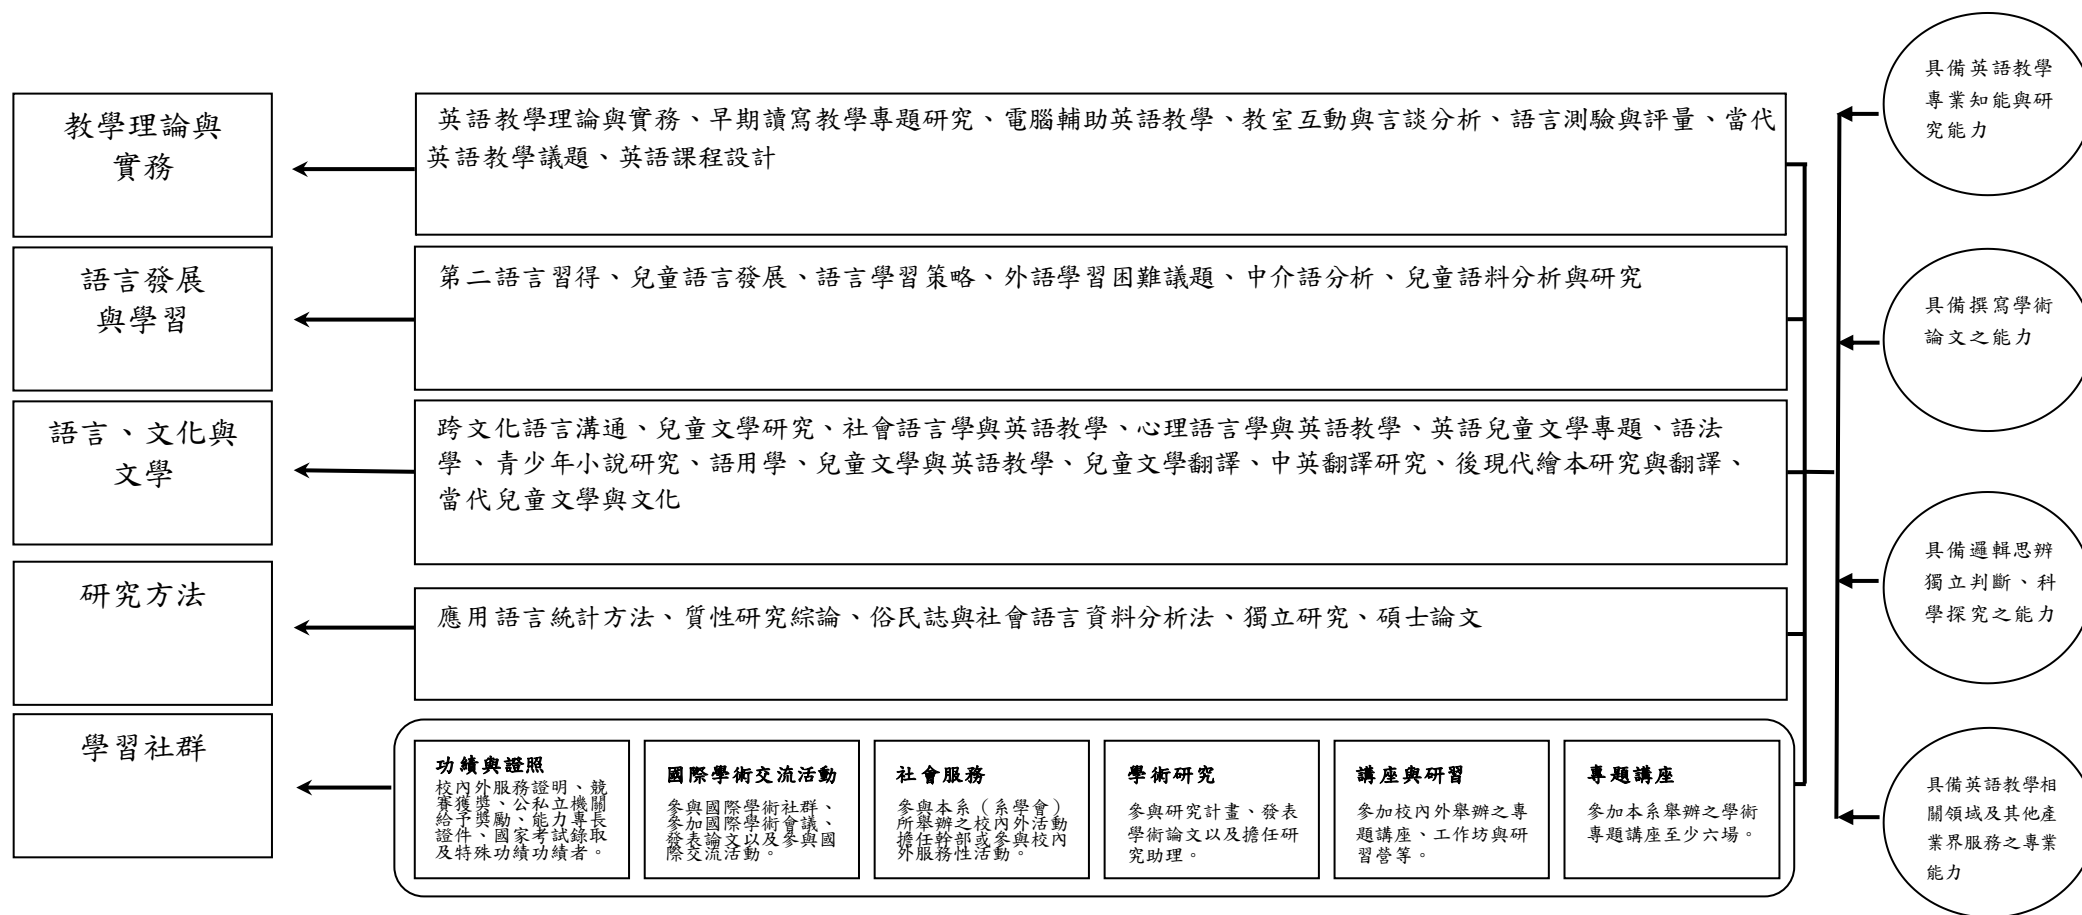 教學理論與
實務
英語教學理論與實務、早期讀寫教學專題研究、電腦輔助英語教學、教室互動與言談分析、語言測驗與評量、當代
英語教學議題、英語課程設計
語言發展
與學習
第二語言習得、兒童語言發展、語言學習策略、外語學習困難議題、中介語分析、兒童語料分析與研究
語言、文化與
文學
跨文化語言溝通、兒童文學研究、社會語言學與英語教學、心理語言學與英語教學、英語兒童文學專題、語法
學、青少年小說研究、語用學、兒童文學與英語教學、兒童文學翻譯、中英翻譯研究、後現代繪本研究與翻譯、
當代兒童文學與文化
研究方法
應用語言統計方法、質性研究綜論、俗民誌與社會語言資料分析法、獨立研究、碩士論文
學習社群
功績與證照
校內外服務證明、競
賽獲獎、公私立機關
給予獎勵、能力專長
證件、國家考試錄取
及特殊功績功績者。
國際學術交流活動
參與國際學術社群、
參加國際學術會議、
發表論文以及參與國
際交流活動。
社會服務
參與本系（系學會）
所舉辦之校內外活動
擔任幹部或參與校內
外服務性活動。
學術研究
參與研究計畫、發表
學術論文以及擔任研
究助理。
講座與研習
參加校內外舉辦之專
題講座、工作坊與研
習營等。
專題講座
參加本系舉辦之學術
專題講座至少六場。
具備英語教學
專業知能與研
究能力
具備撰寫學術
論文之能力
具備邏輯思辨
獨立判斷、科
學探究之能力
具備英語教學相
關領域及其他產
業界服務之專業
能力